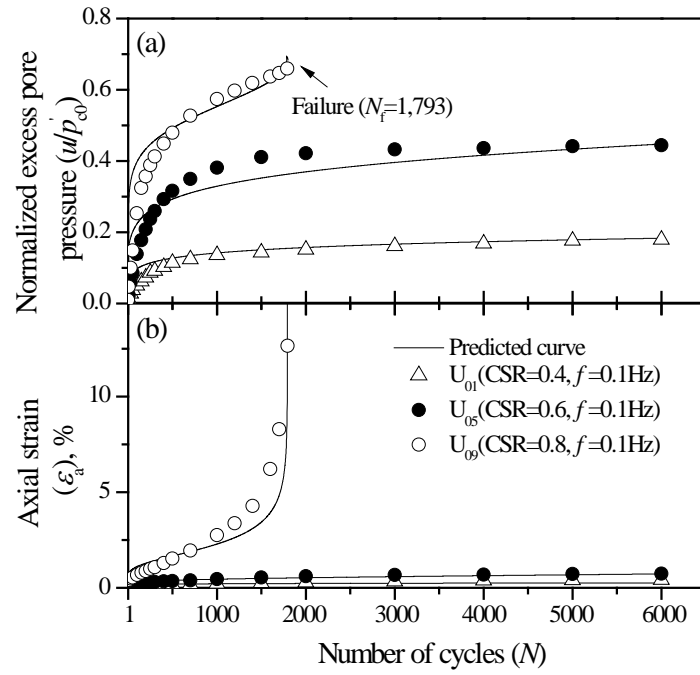 (a)
0.8
0.6
0.4
0.2
0.0
Normalized excess pore
pressure (u/p'c0)
Failure (Nf=1,793)
(b)
10
5
0
Axial strain
(εa), %
Predicted curve
U01(CSR=0.4, f=0.1Hz)
U05(CSR=0.6, f=0.1Hz)
U09(CSR=0.8, f=0.1Hz)
1 1000 2000 3000 4000 5000 6000
Number of cycles (N)